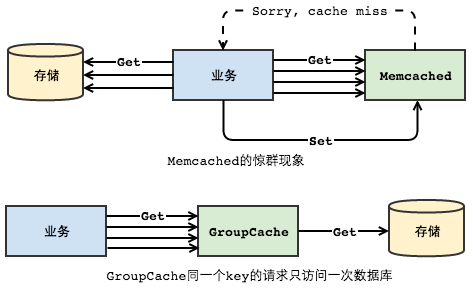 Sorry, cache miss
存储
Get
业务
Get
Memcached
Set
Memcached的惊群现象
业务
Get
GroupCache
Get
存储
GroupCache同一个key的请求只访问一次数据库